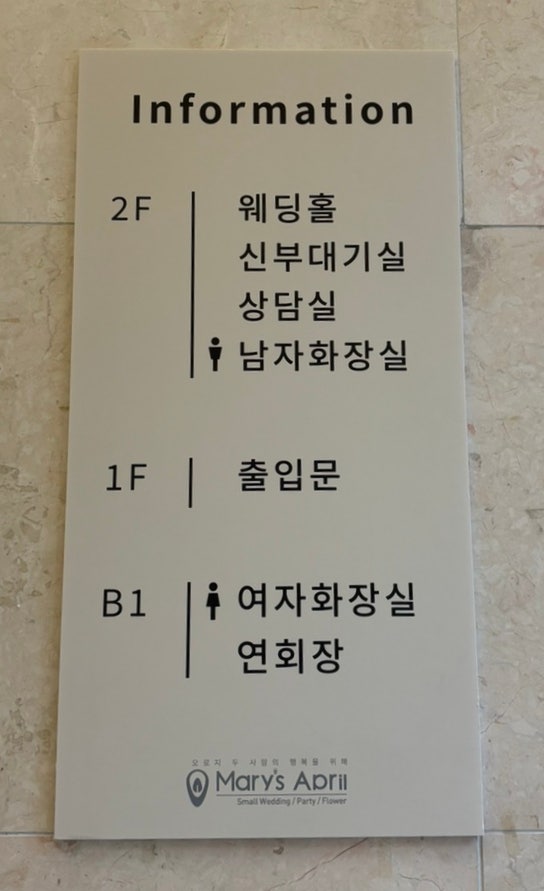 Information
2F 웨딩홀
신부대기실
상담실
남자화장실
1F 출입문
B1 여자화장실
연회장
오로지 두 사람의 행복을 위해
Mary's April
Small Wedding / Party / Flower